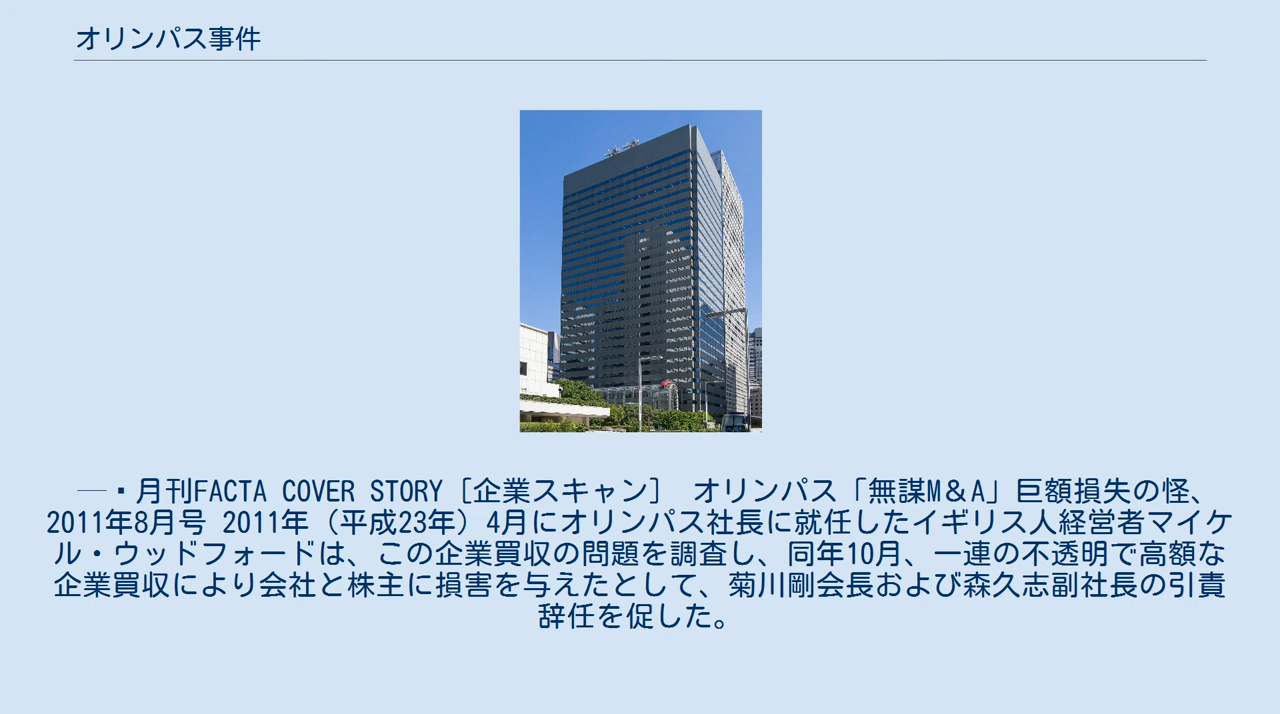 オリンパス事件
―▪月刊FACTA COVER STORY［企業スキャン］ オリンパス「無謀M＆A」巨額損失の怪、
2011年8月号 2011年（平成23年）4月にオリンパス社長に就任したイギリス人経営者マイケ
ル・ウッドフォードは、この企業買収の問題を調査し、同年10月、一連の不透明で高額な
企業買収により会社と株主に損害を与えたとして、菊川剛会長および森久志副社長の引責
辞任を促した。